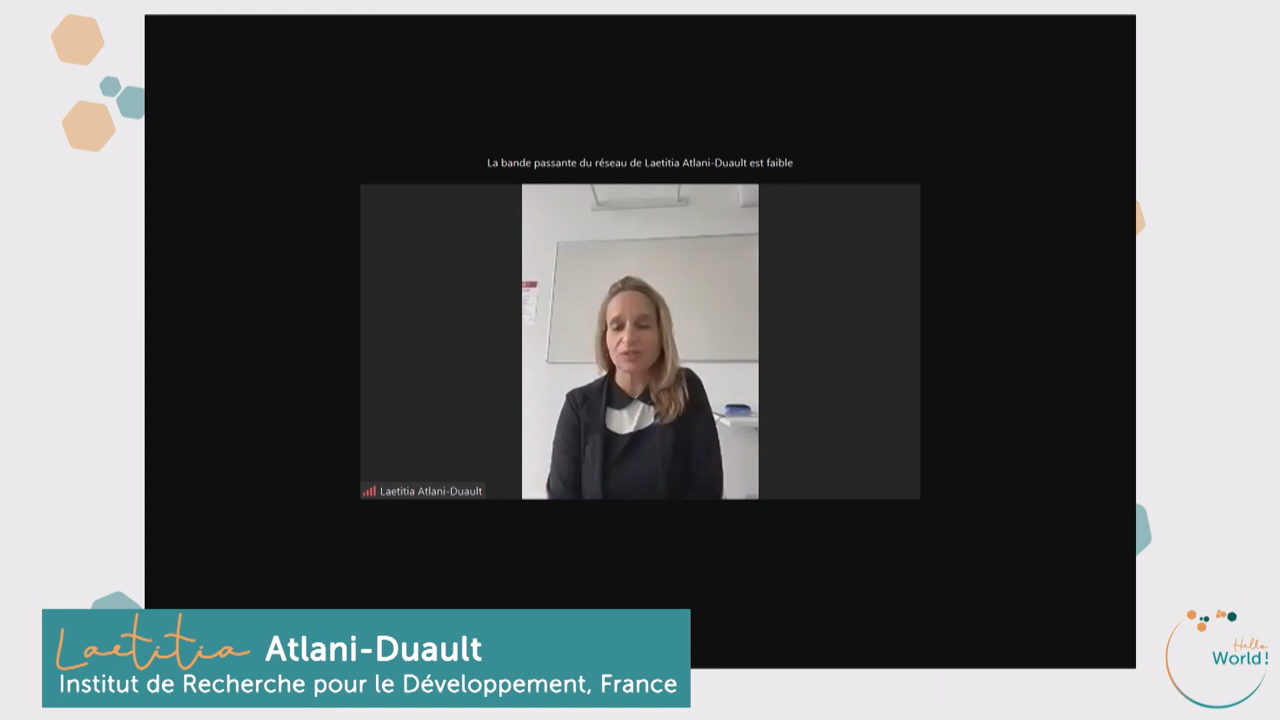 La bande passante du réseau de Laetitia Atlani-Duault est faible
Laetitia Atlani-Duault
Laetitia Atlani-Duault
Institut de Recherche pour le Développement, France
Hello
World!